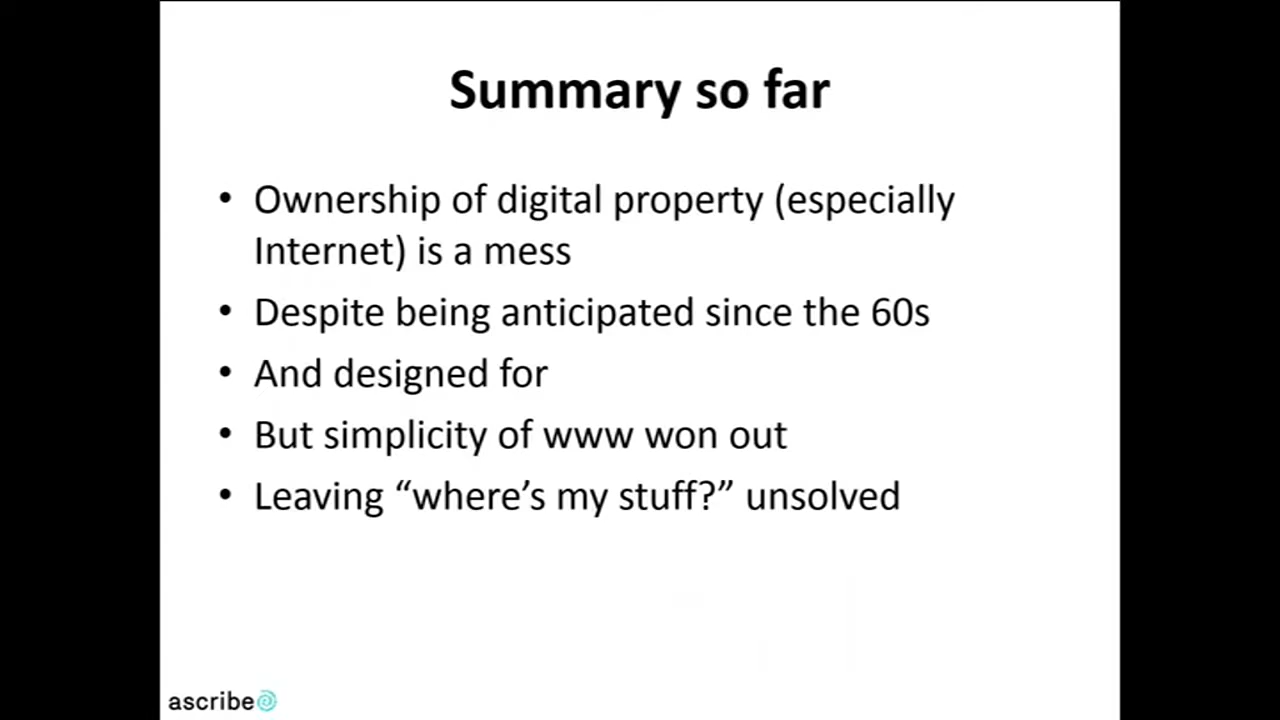 Summary so far
• Ownership of digital property (especially
Internet) is a mess
• Despite being anticipated since the 60s
• And designed for
• But simplicity of www won out
• Leaving “where’s my stuff?” unsolved
ascribe